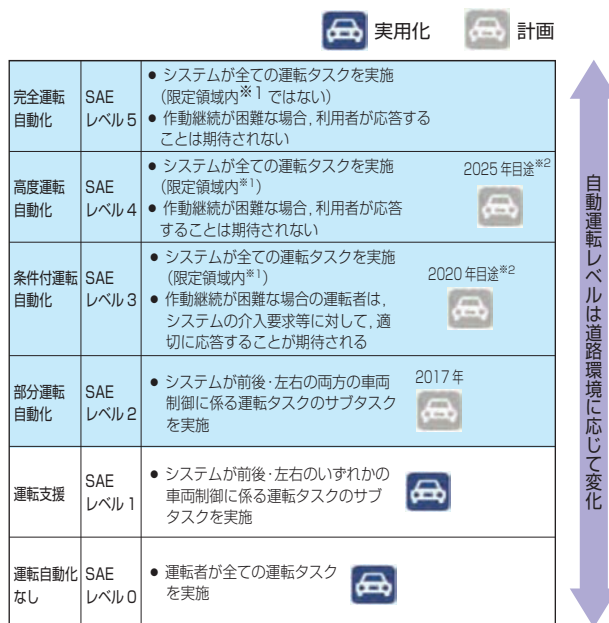 実用化 計画
完全運転
自動化
SAE
レベル5
● システムが全ての運転タスクを実施
(限定領域内※1 ではない)
● 作動継続が困難な場合,利用者が応答する
ことは期待されない
高度運転
自動化
SAE
レベル4
● システムが全ての運転タスクを実施
(限定領域内※1)
● 作動継続が困難な場合,利用者が応答
することは期待されない
2025年目途※2
条件付運転
自動化
SAE
レベル3
● システムが全ての運転タスクを実施
(限定領域内※1)
● 作動継続が困難な場合の運転者は,
システムの介入要求等に対して,適
切に応答することが期待される
2020年目途※2
部分運転
自動化
SAE
レベル2
● システムが前後・左右の両方の車両
制御に係る運転タスクのサブタスク
を実施
2017年
運転支援
SAE
レベル1
● システムが前後・左右のいずれかの
車両制御に係る運転タスクのサブ
タスクを実施
運転自動化
なし
SAE
レベル0
● 運転者が全ての運転タスク
を実施
自動運転レベルは道路環境に応じて変化